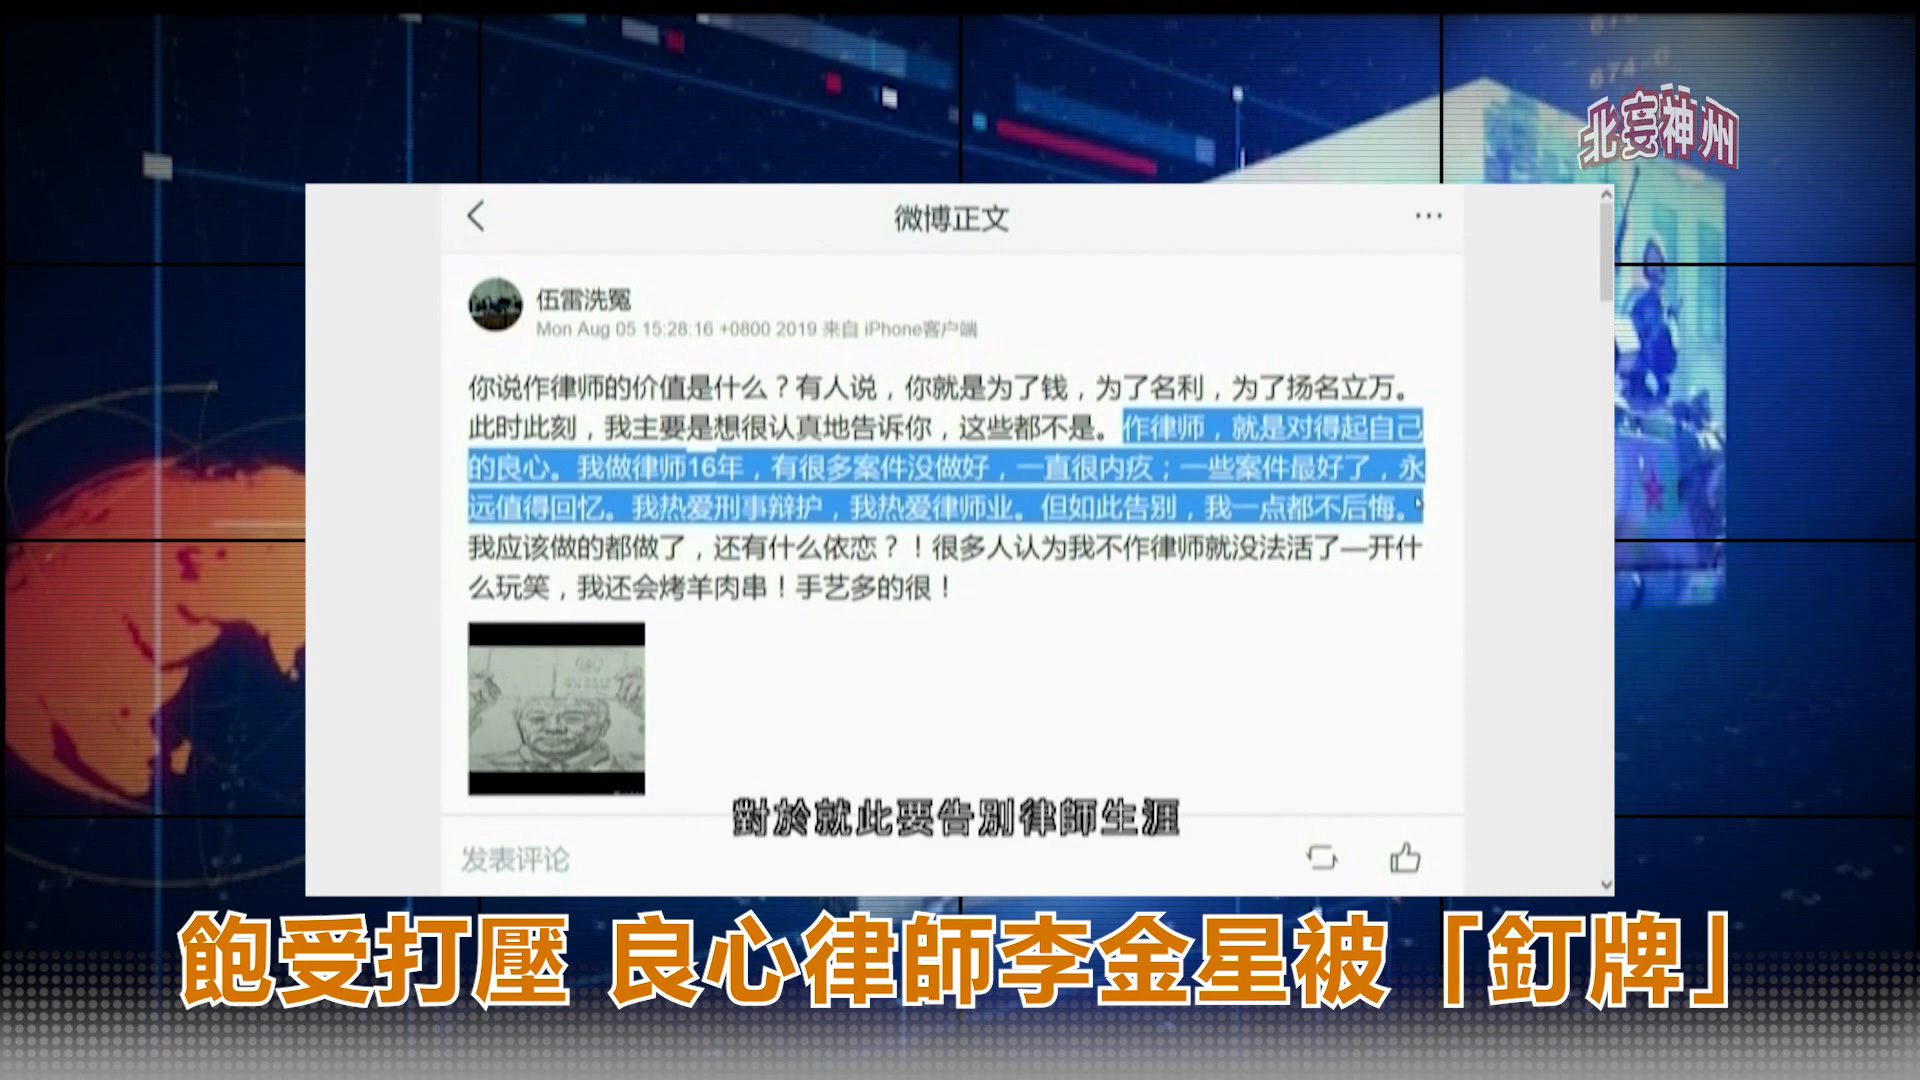 北京神州
微博正文
伍雷洗冤
Mon Aug 05 15:28:16 +0800 2019 来自 iPhone客户端
你说作律师的价值是什么？有人说，你就是为了钱，为了名利，为了扬名立万。
此时此刻，我主要是想很认真地告诉你，这些都不是。作律师，就是对得起自己
的良心。我做律师16年，有很多案件没做好，一直很内疚；一些案件最好了，永
远值得回忆。我热爱刑事辩护，我热爱律师业。但如此告别，我一点都不后悔。
我应该做的都做了，还有什么依恋？！很多人认为我不作律师就没法活了—开什
么玩笑，我还会烤羊肉串！手艺多的很！
對於就此要告別律師生涯
发表评论
飽受打壓 良心律師李金星被「釘牌」